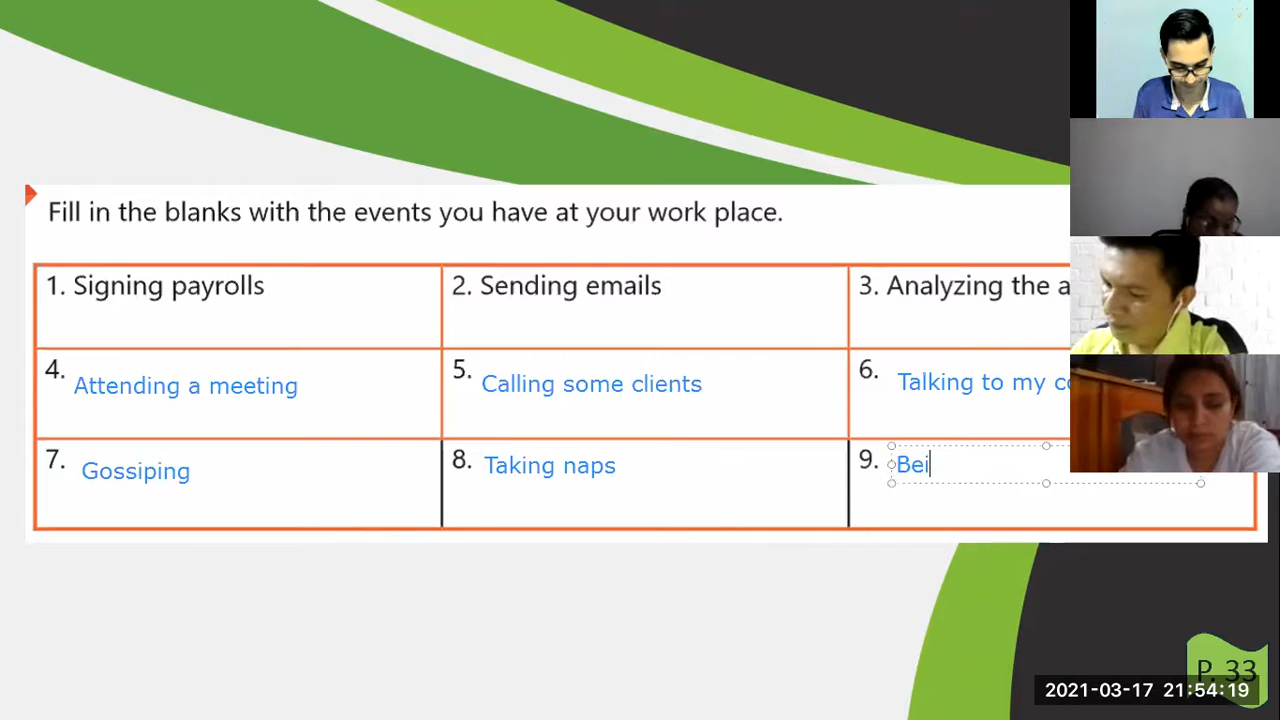 Fill in the blanks with the events you have at your work place.
1. Signing payrolls
2. Sending emails
3. Analyzing the
4. Attending a meeting
5. Calling some clients
6. Talking to my
7. Gossiping
8. Taking naps
9. Bei
P. 33
2021-03-17 21:54:19